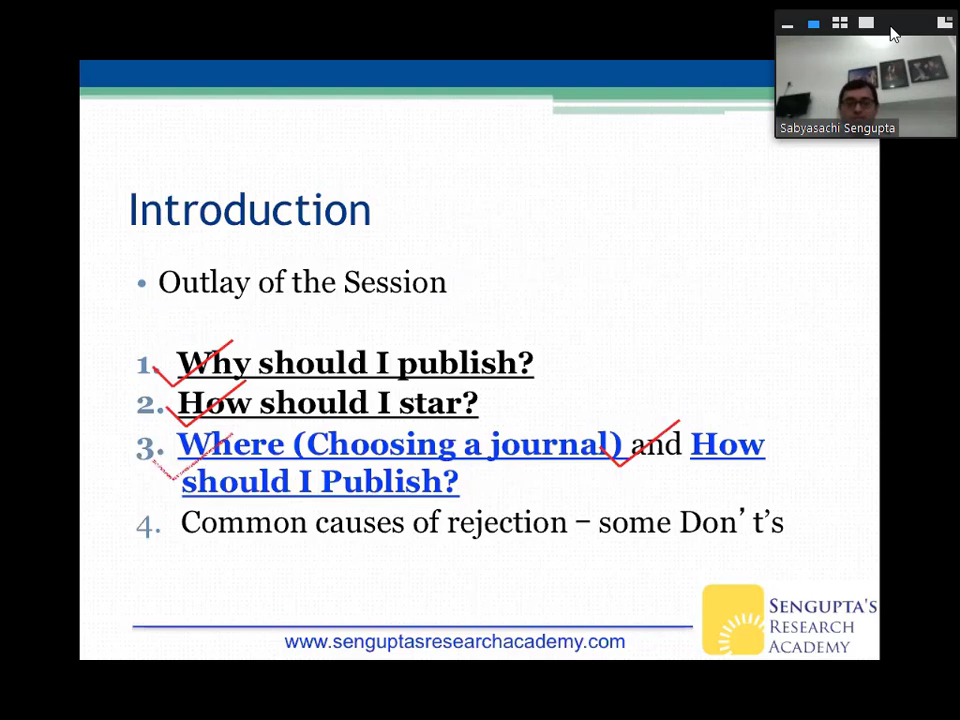 Sabyasachi Sengupta
Introduction
• Outlay of the Session
1. Why should I publish?
2. How should I star?
3. Where (Choosing a journal) and How
should I Publish?
4. Common causes of rejection – some Don’t’s
www.senguptasresearchacademy.com
SENGUPTA'S
RESEARCH
ACADEMY